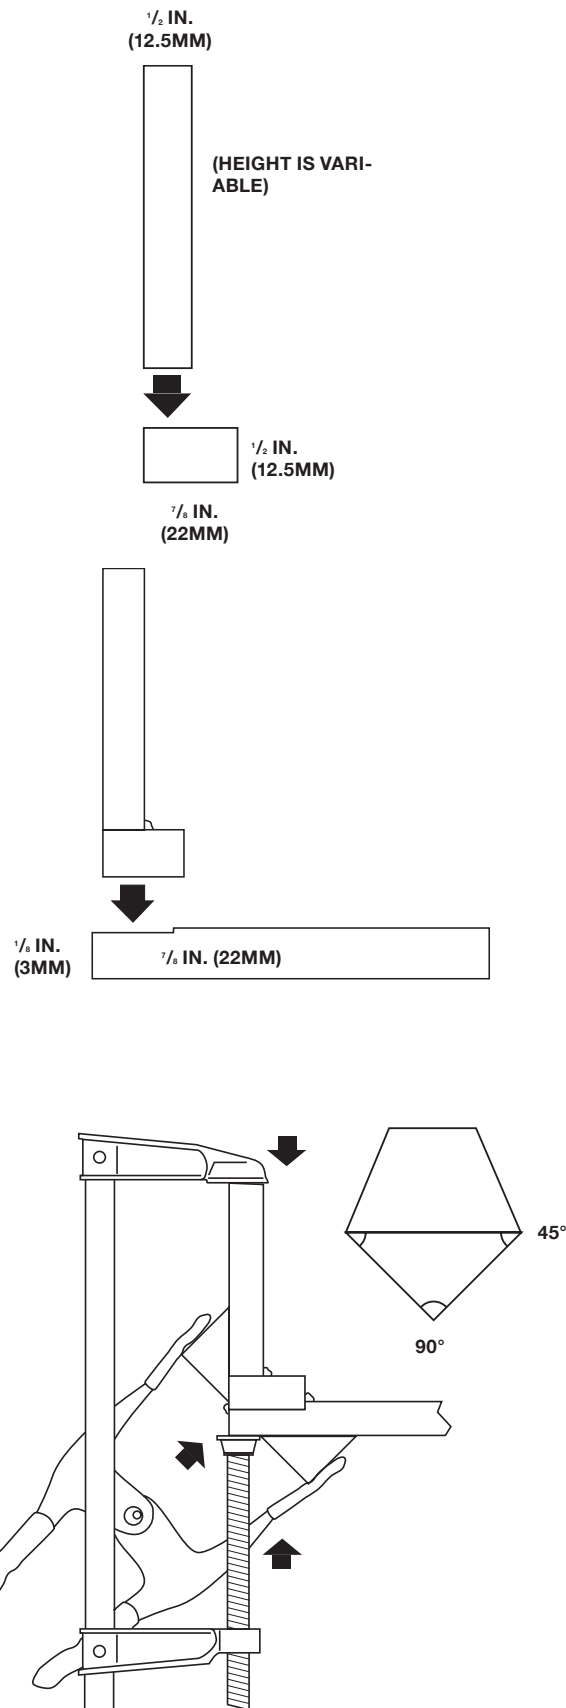 1/2 IN.
(12.5MM)
(HEIGHT IS VARI-
ABLE)
1/2 IN.
(12.5MM)
7/8 IN.
(22MM)
1/8 IN.
(3MM)
7/8 IN. (22MM)
45°
90°